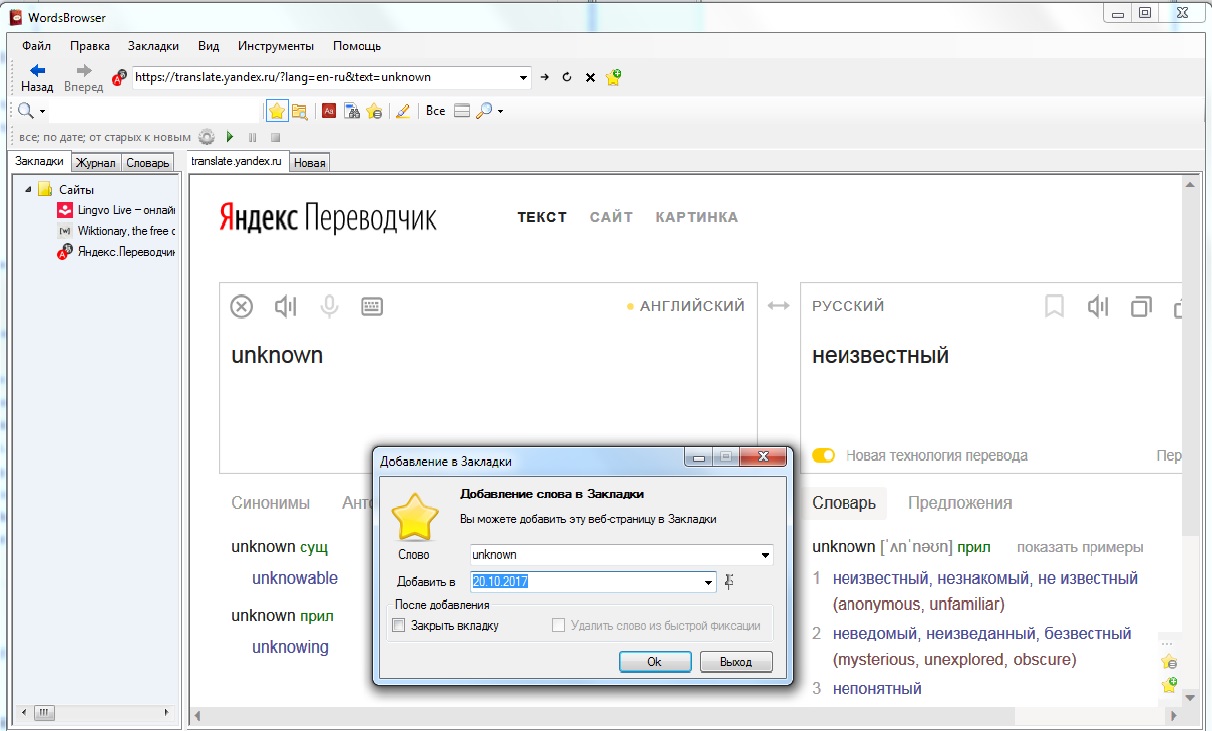 WordsBrowser
Файл Правка Закладки Вид Инструменты Помощь
Назад Вперед https://translate.yandex.ru/?lang=en-ru&text=unknown
Все
все; по дате; от старых к новым
Закладки Журнал Словарь translate.yandex.ru Новая
Сайты
Lingvo Live – онлай
Wiktionary, the free
Яндекс.Переводчик
Яндекс Переводчик ТЕКСТ САЙТ КАРТИНКА
АНГЛИЙСКИЙ РУССКИЙ
unknown неизвестный
Новая технология перевода Пер
Синонимы Анто Словарь Предложения
unknown сущ
unknowable
unknown прил
unknowing
unknown [ˈʌnˈnəʊn] прил показать примеры
1 неизвестный, незнакомый, не известный
(anonymous, unfamiliar)
2 неведомый, неизведанный, безвестный
(mysterious, unexplored, obscure)
3 непонятный
Добавление в Закладки
Добавление слова в Закладки
Вы можете добавить эту веб-страницу в Закладки
Слово unknown
Добавить в 20.10.2017
После добавления
Закрыть вкладку Удалить слово из быстрой фиксации
Ok Выход